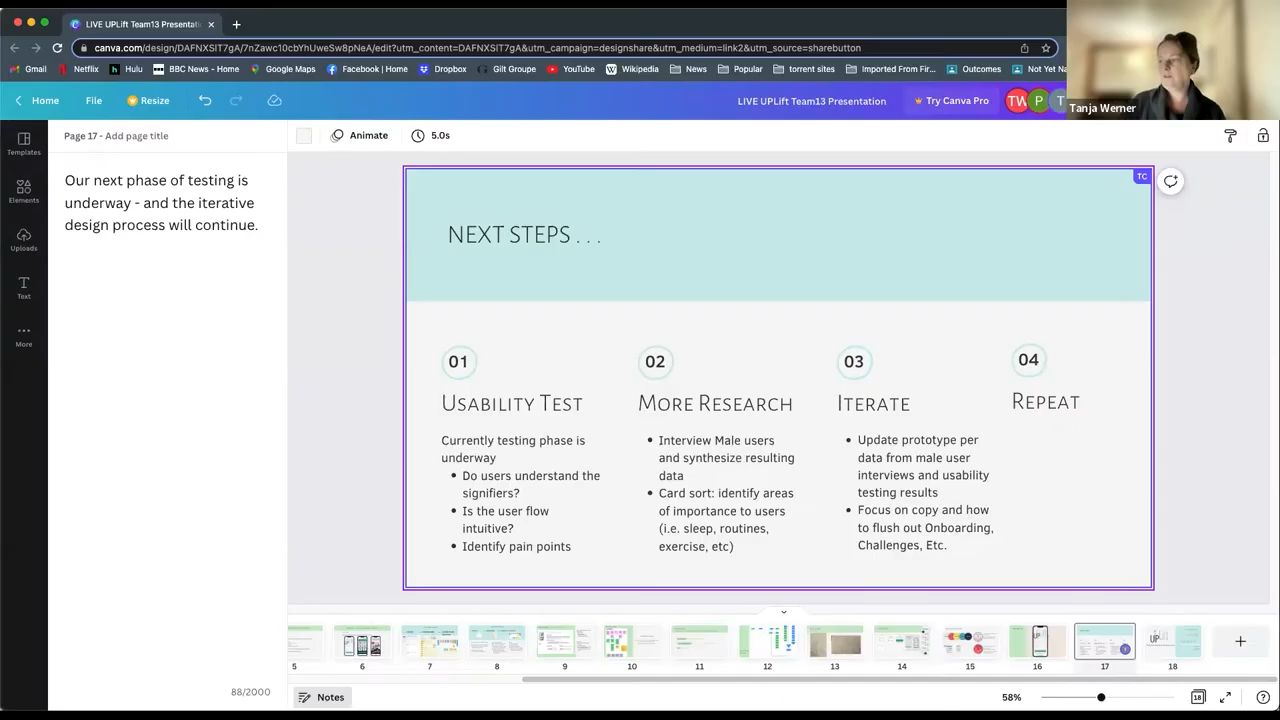 LIVE UPLift Team13 Presentati
canva.com/design/DAFNXSIT7gA/7nZawc10cbYhUweSw8pNeA/edit?utm_content=DAFNXSIT7gA&utm_campaign=designshare&utm_medium=link2&utm_source=sharebutton
Gmail Netflix Hulu BBC News - Home Google Maps Facebook | Home Dropbox Gilt Groupe YouTube Wikipedia News Popular torrent sites Imported From Fir... Outcomes Not Yet Na
Tanja Werner
Home File Resize LIVE UPLift Team13 Presentation Try Canva Pro TW P T
Templates
Elements
Uploads
Text
More
Page 17 - Add page title
Our next phase of testing is
underway - and the iterative
design process will continue.
88/2000
Animate 5.0s
TC
NEXT STEPS . . .
01
USABILITY TEST
Currently testing phase is
underway
• Do users understand the
signifiers?
• Is the user flow
intuitive?
• Identify pain points
02
MORE RESEARCH
• Interview Male users
and synthesize resulting
data
• Card sort: identify areas
of importance to users
(i.e. sleep, routines,
exercise, etc)
03
ITERATE
• Update prototype per
data from male user
interviews and usability
testing results
• Focus on copy and how
to flush out Onboarding,
Challenges, Etc.
04
REPEAT
5 6 7 8 9 10 11 12 13 14 15 16 17 18
Notes 58% 18